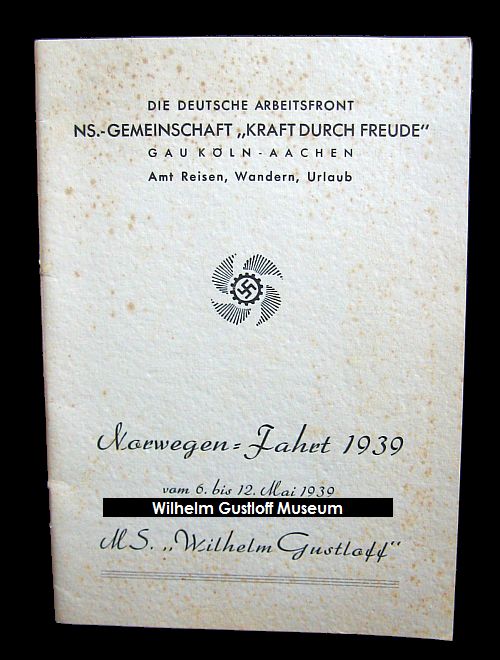 DIE DEUTSCHE ARBEITSFRONT
NS.-GEMEINSCHAFT „KRAFT DURCH FREUDE"
GAU KÖLN-AACHEN
Amt Reisen, Wandern, Urlaub
Norwegen=Fahrt 1939
vom 6. bis 12. Mai 1939
Wilhelm Gustloff Museum
MS. „Wilhelm Gustloff"